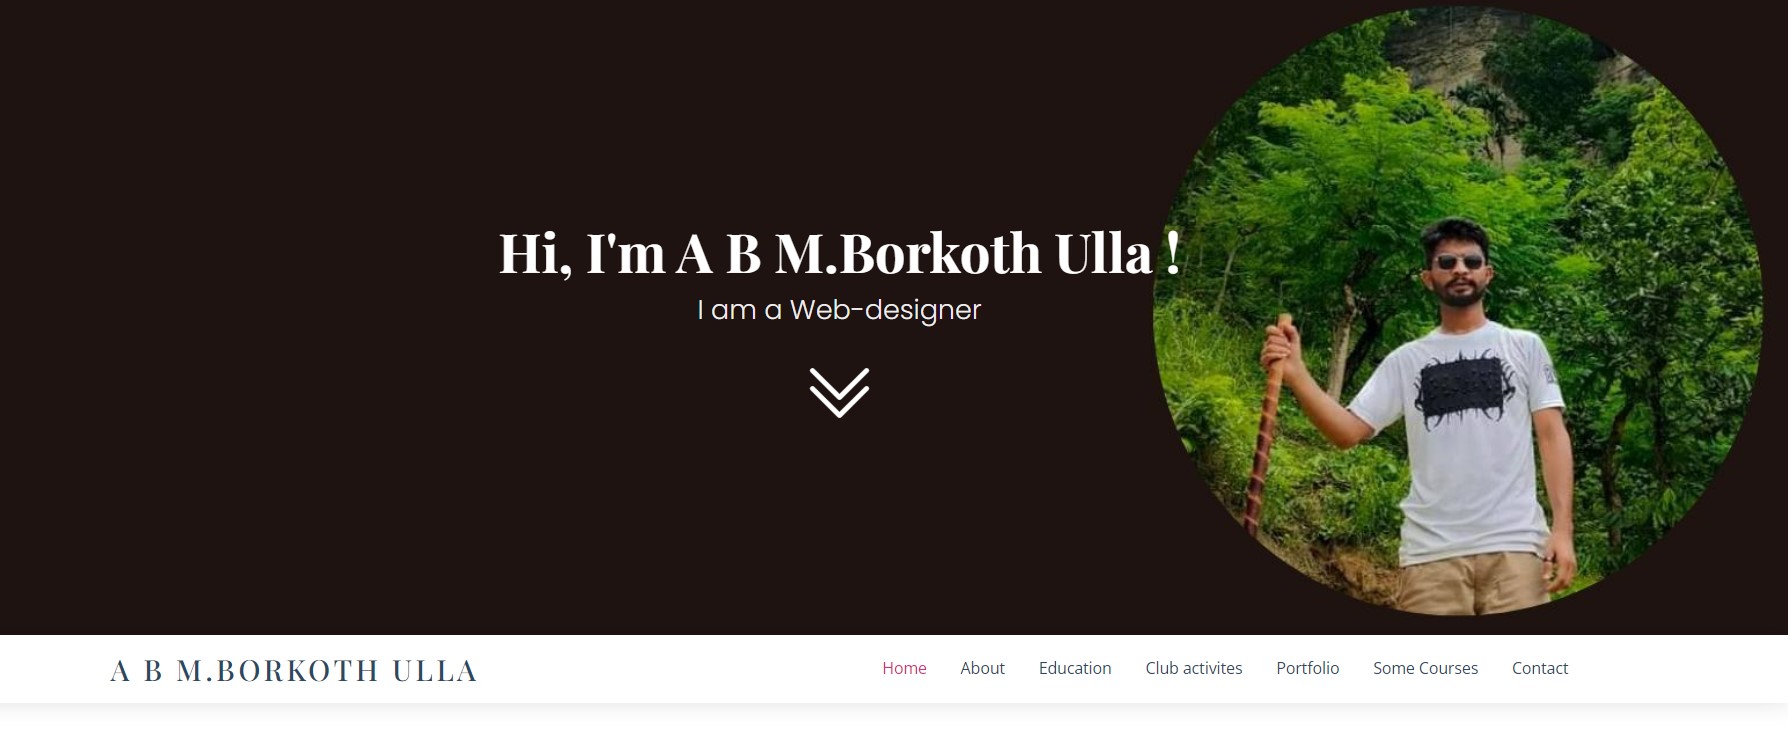 Hi, I'm A B M.Borkoth Ulla !
I am a Web-designer
A B M.BORKOTH ULLA
Home About Education Club activites Portfolio Some Courses Contact